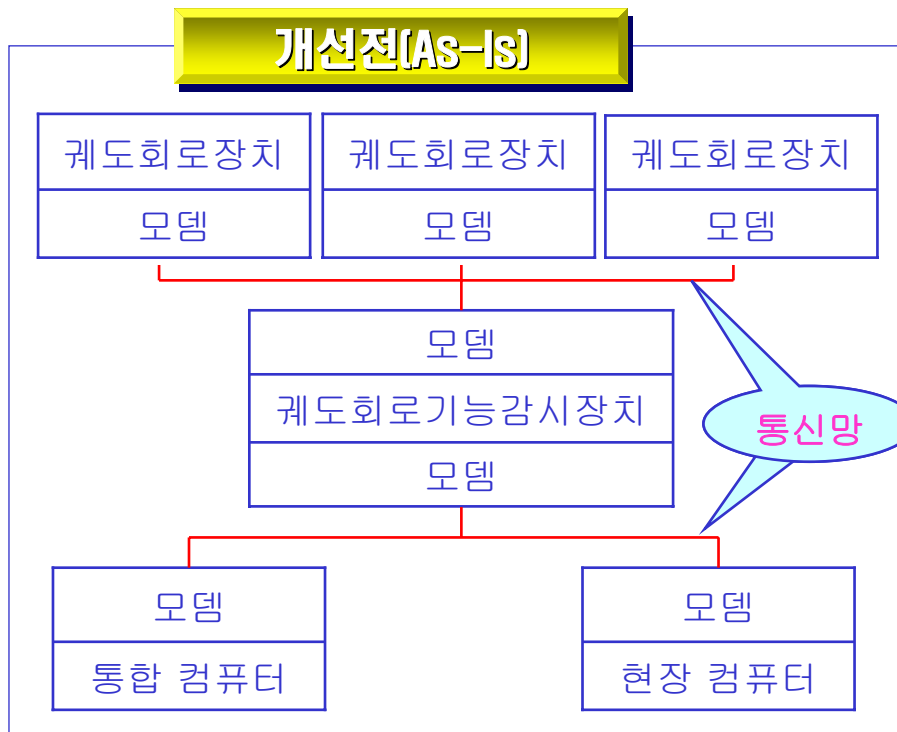 개선전(As-Is)
궤도회로장치 궤도회로장치 궤도회로장치
모뎀 모뎀 모뎀
모뎀
궤도회로기능감시장치
통신망
모뎀
모뎀 모뎀
통합 컴퓨터 현장 컴퓨터